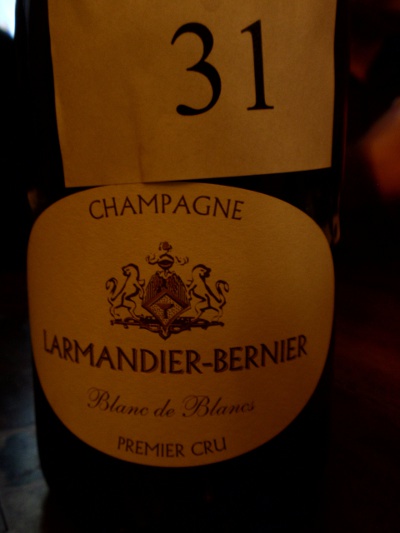 31
CHAMPAGNE
LARMANDIER-BERNIER
Blanc de Blancs
PREMIER CRU